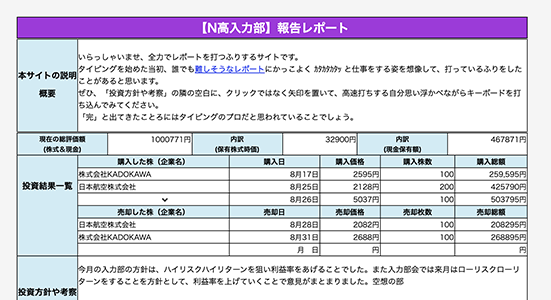 【N高入力部】報告レポート
本サイトの説明
概要
いらっしゃいませ、全力でレポートを打つふりするサイトです。
タイピングを始めた当初、誰でも難しそうなレポートにかっこよく ｶﾀｶﾀｶﾀｯ と仕事をする姿を想像して、打っているふりをした
ことがあると思います。
ぜひ、「投資方針や考察」の隣の空白に、クリックではなく矢印を置いて、高速打ちする自分思い浮かべながらキーボードを打
ち込んでみてください。
「完」と出てきたことろにはタイピングのプロだと思われていることでしょう。
現在の総評価額
(株式＆現金)
1000771円
内訳
(保有株式時価)
32900円
内訳
(現金保有額)
467871円
投資結果一覧
購入した株（企業名） 購入日 購入価格 購入株数 購入総額
株式会社KADOKAWA 8月17日 2595円 100 259,595円
日本航空株式会社 8月25日 2128円 200 425790円
8月26日 5037円 100 503795円
売却した株（企業名） 売却日 売却価格 売却枚数 売却総額
日本航空株式会社 8月28日 2082円 100 208295円
株式会社KADOKAWA 8月31日 2688円 100 268895円
月 日 円 円
投資方針や考察
今月の入力部の方針は、ハイリスクハイリターンを狙い利益率をあげることでした。また入力部会では来月はローリスクローリ
ターンをすることを方針として、利益率を上げていくことで意見がまとまりました。空想の部